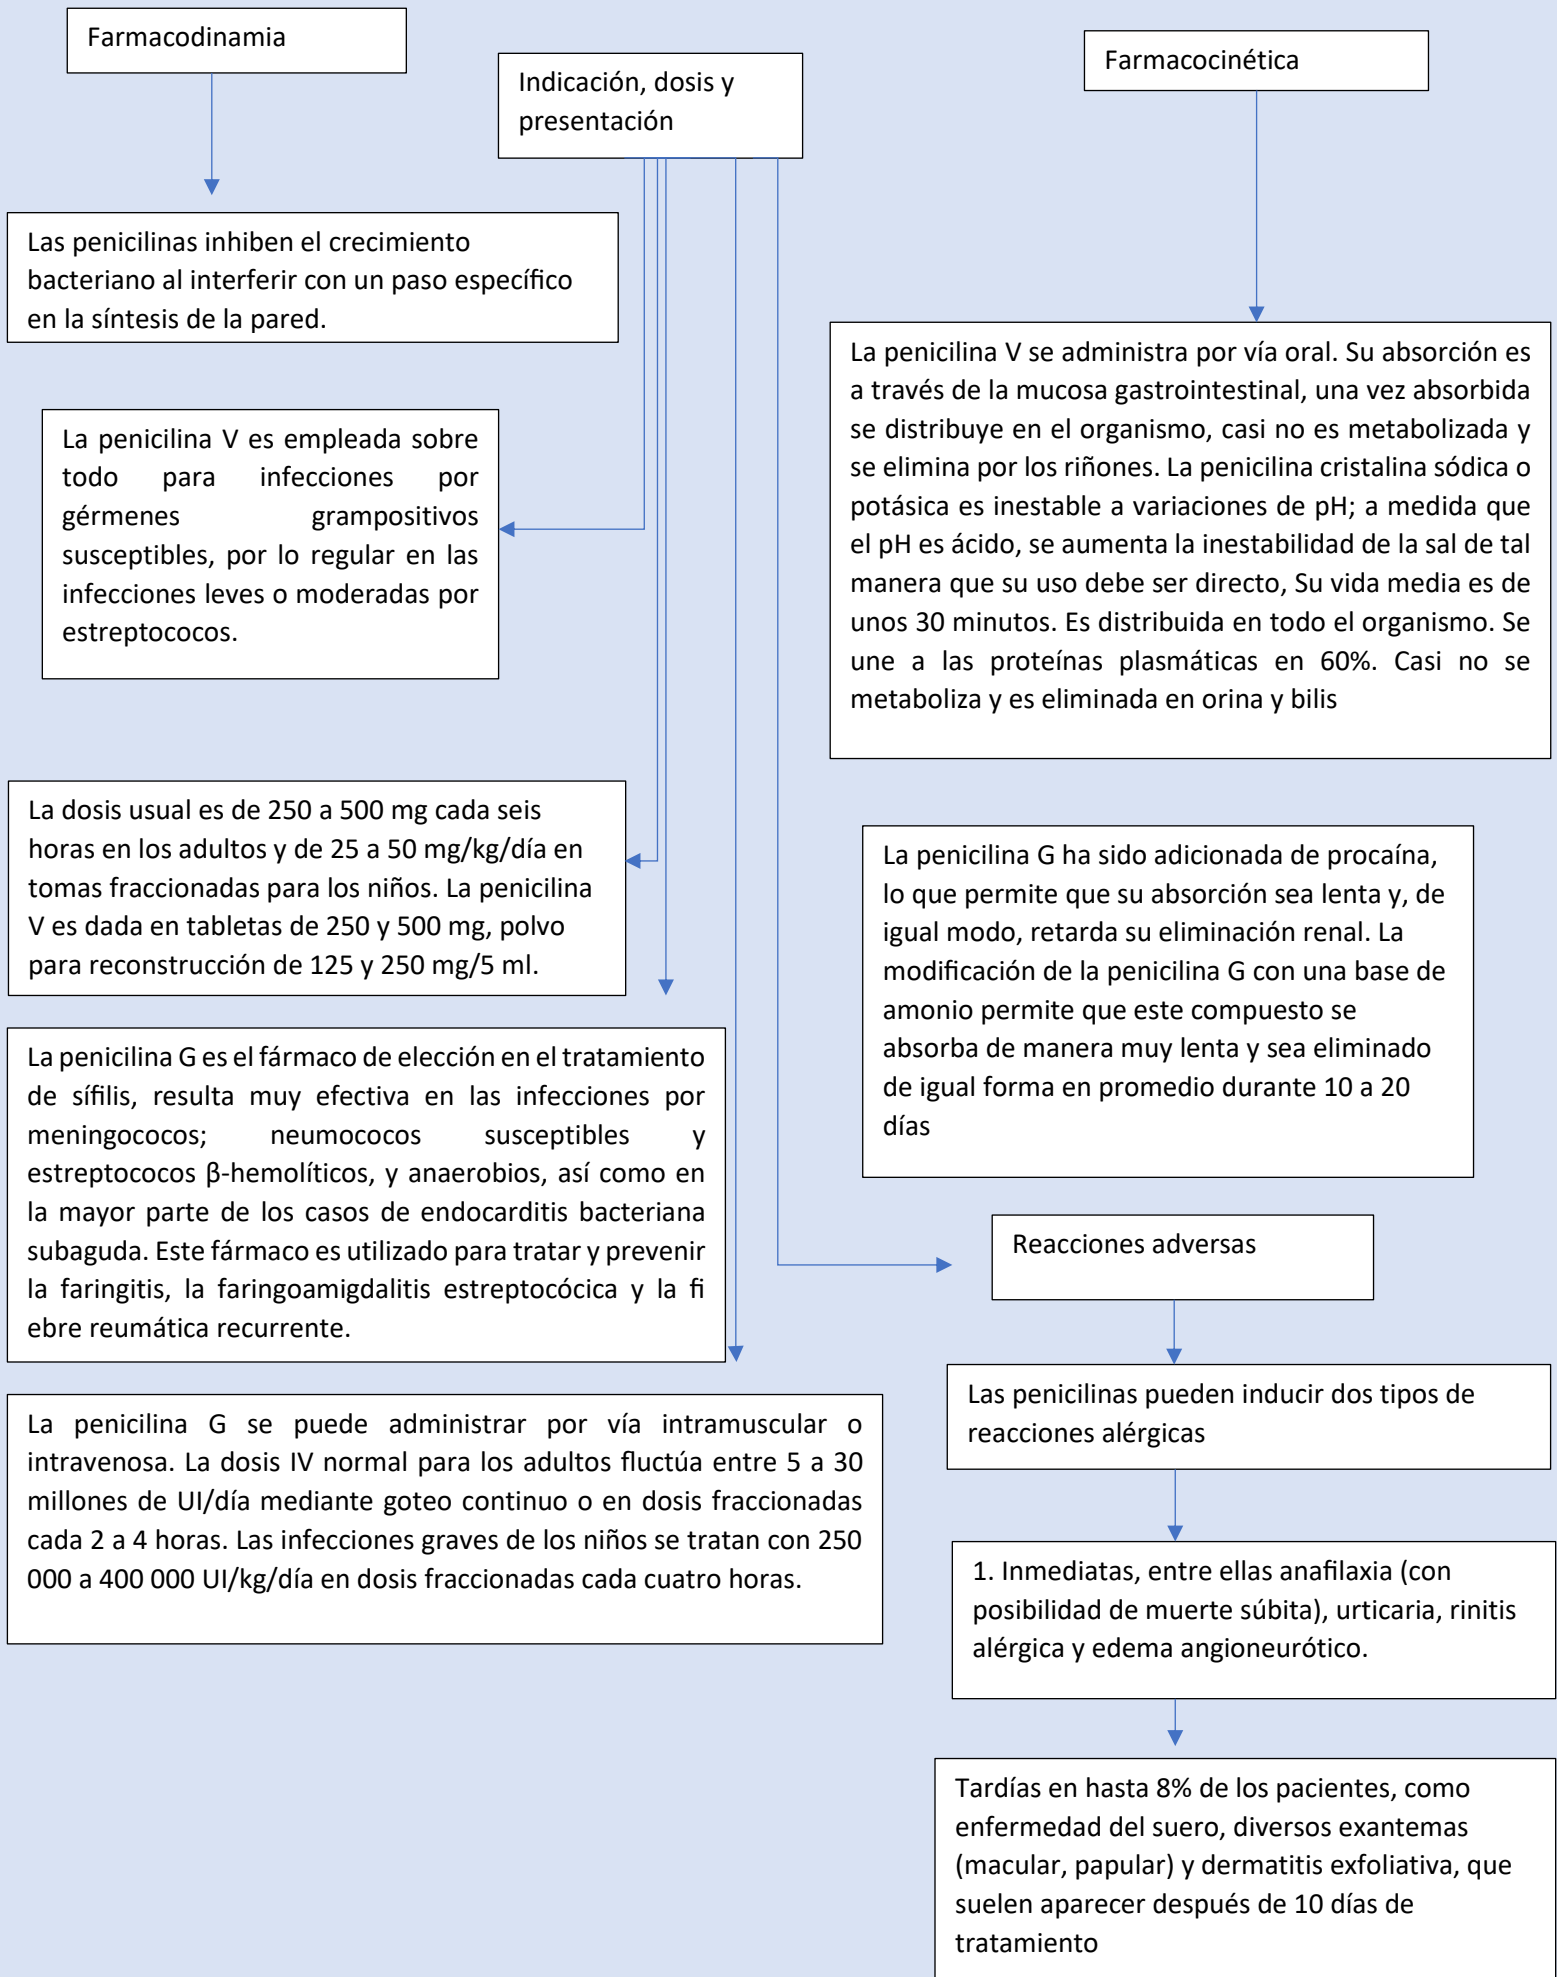 Farmacodinamia
Indicación, dosis y
presentación
Farmacocinética
Las penicilinas inhiben el crecimiento
bacteriano al interferir con un paso específico
en la síntesis de la pared.
La penicilina V se administra por vía oral. Su absorción es
a través de la mucosa gastrointestinal, una vez absorbida
se distribuye en el organismo, casi no es metabolizada y
se elimina por los riñones. La penicilina cristalina sódica o
potásica es inestable a variaciones de pH; a medida que
el pH es ácido, se aumenta la inestabilidad de la sal de tal
manera que su uso debe ser directo, Su vida media es de
unos 30 minutos. Es distribuida en todo el organismo. Se
une a las proteínas plasmáticas en 60%. Casi no se
metaboliza y es eliminada en orina y bilis
La penicilina V es empleada sobre
todo para infecciones por
gérmenes grampositivos
susceptibles, por lo regular en las
infecciones leves o moderadas por
estreptococos.
La dosis usual es de 250 a 500 mg cada seis
horas en los adultos y de 25 a 50 mg/kg/día en
tomas fraccionadas para los niños. La penicilina
V es dada en tabletas de 250 y 500 mg, polvo
para reconstrucción de 125 y 250 mg/5 ml.
La penicilina G ha sido adicionada de procaína,
lo que permite que su absorción sea lenta y, de
igual modo, retarda su eliminación renal. La
modificación de la penicilina G con una base de
amonio permite que este compuesto se
absorba de manera muy lenta y sea eliminado
de igual forma en promedio durante 10 a 20
días
La penicilina G es el fármaco de elección en el tratamiento
de sífilis, resulta muy efectiva en las infecciones por
meningococos; neumococos susceptibles y
estreptococos β-hemolíticos, y anaerobios, así como en
la mayor parte de los casos de endocarditis bacteriana
subaguda. Este fármaco es utilizado para tratar y prevenir
la faringitis, la faringoamigdalitis estreptocócica y la fi
ebre reumática recurrente.
Reacciones adversas
Las penicilinas pueden inducir dos tipos de
reacciones alérgicas
La penicilina G se puede administrar por vía intramuscular o
intravenosa. La dosis IV normal para los adultos fluctúa entre 5 a 30
millones de UI/día mediante goteo continuo o en dosis fraccionadas
cada 2 a 4 horas. Las infecciones graves de los niños se tratan con 250
000 a 400 000 UI/kg/día en dosis fraccionadas cada cuatro horas.
1. Inmediatas, entre ellas anafilaxia (con
posibilidad de muerte súbita), urticaria, rinitis
alérgica y edema angioneurótico.
Tardías en hasta 8% de los pacientes, como
enfermedad del suero, diversos exantemas
(macular, papular) y dermatitis exfoliativa, que
suelen aparecer después de 10 días de
tratamiento